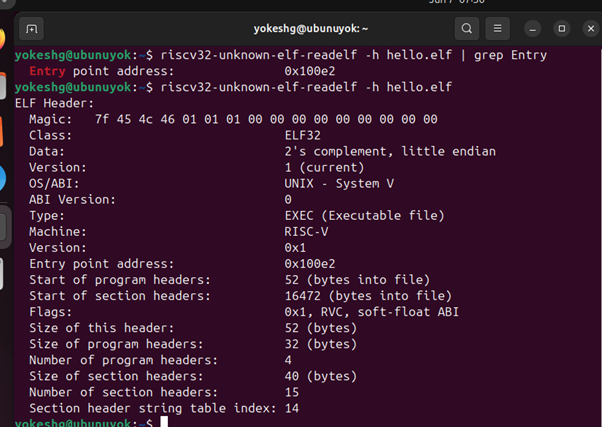 yokeshg@ubunuyok: ~
yokeshg@ubunuyok:~$ riscv32-unknown-elf-readelf -h hello.elf | grep Entry
  Entry point address:               0x100e2
yokeshg@ubunuyok:~$ riscv32-unknown-elf-readelf -h hello.elf
ELF Header:
  Magic:   7f 45 4c 46 01 01 01 00 00 00 00 00 00 00 00 00
  Class:                             ELF32
  Data:                              2's complement, little endian
  Version:                           1 (current)
  OS/ABI:                            UNIX - System V
  ABI Version:                       0
  Type:                              EXEC (Executable file)
  Machine:                           RISC-V
  Version:                           0x1
  Entry point address:               0x100e2
  Start of program headers:          52 (bytes into file)
  Start of section headers:          16472 (bytes into file)
  Flags:                             0x1, RVC, soft-float ABI
  Size of this header:               52 (bytes)
  Size of program headers:           32 (bytes)
  Number of program headers:         4
  Size of section headers:           40 (bytes)
  Number of section headers:         15
  Section header string table index: 14
yokeshg@ubunuyok:~$